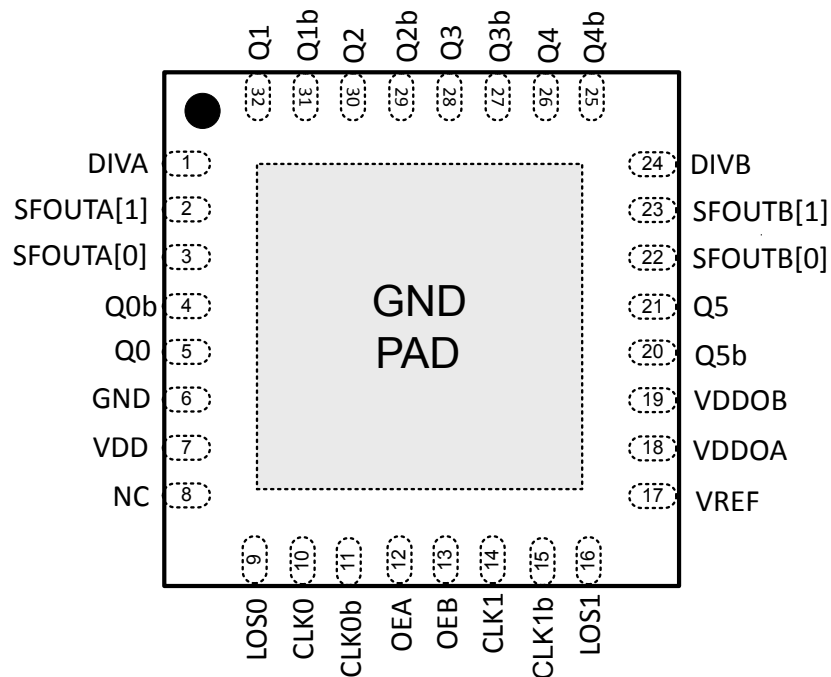 Q1 Q1b Q2 Q2b Q3 Q3b Q4 Q4b
32 31 30 29 28 27 26 25
DIVA 1 24 DIVB
SFOUTA[1] 2 23 SFOUTB[1]
SFOUTA[0] 3 22 SFOUTB[0]
Q0b 4 21 Q5
Q0 5 20 Q5b
GND 6 19 VDDOB
VDD 7 18 VDDOA
NC 8 17 VREF
GND
PAD
9 10 11 12 13 14 15 16
LOS0 CLK0 CLK0b OEA OEB CLK1 CLK1b LOS1